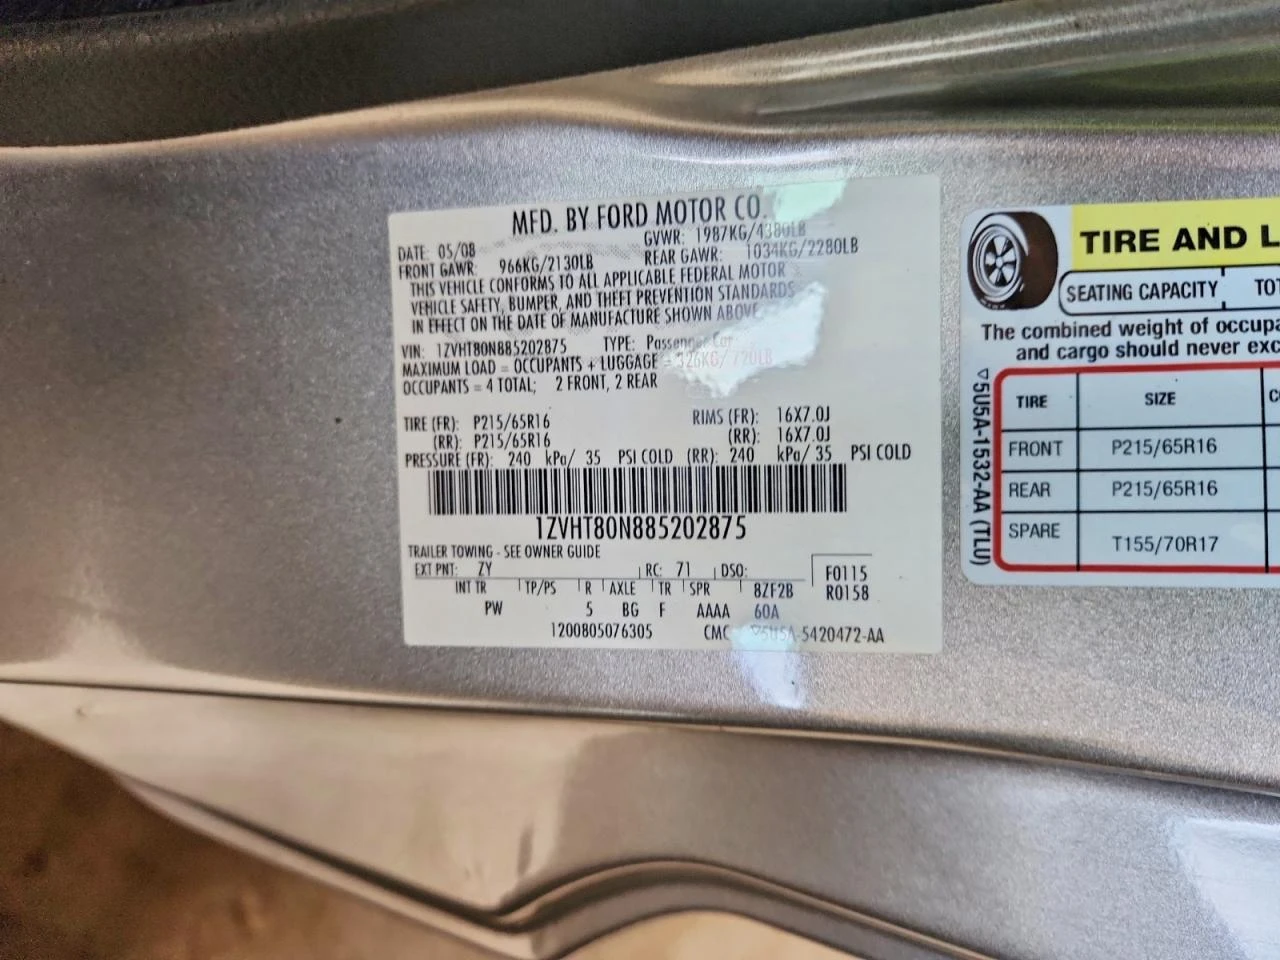 MFD. BY FORD MOTOR CO.
DATE: 05/08 GVWR: 1987KG/4380LB
FRONT GAWR: 966KG/2130LB REAR GAWR: 1034KG/2280LB
THIS VEHICLE CONFORMS TO ALL APPLICABLE FEDERAL MOTOR
VEHICLE SAFETY, BUMPER, AND THEFT PREVENTION STANDARDS
IN EFFECT ON THE DATE OF MANUFACTURE SHOWN ABOVE.
VIN: 1ZVHT80N885202875 TYPE: Passenger Car
MAXIMUM LOAD = OCCUPANTS + LUGGAGE = 326KG/720LB
OCCUPANTS = 4 TOTAL; 2 FRONT, 2 REAR
TIRE (FR): P215/65R16 RIMS (FR): 16X7.0J
(RR): P215/65R16 (RR): 16X7.0J
PRESSURE (FR): 240 kPa/ 35 PSI COLD (RR): 240 kPa/ 35 PSI COLD
1ZVHT80N885202875
TRAILER TOWING - SEE OWNER GUIDE
EXT PNT: ZY RC: 71 DSO: F0115
INT TR TP/PS R AXLE TR SPR 8ZF2B R0158
PW 5 BG F AAAA 60A
1200805076305 CMC ▽5U5A-5420472-AA
TIRE AND L
SEATING CAPACITY TOT
The combined weight of occupa
and cargo should never exc
▽5U5A-1532-AA (TLU)
TIRE SIZE C
FRONT P215/65R16
REAR P215/65R16
SPARE T155/70R17